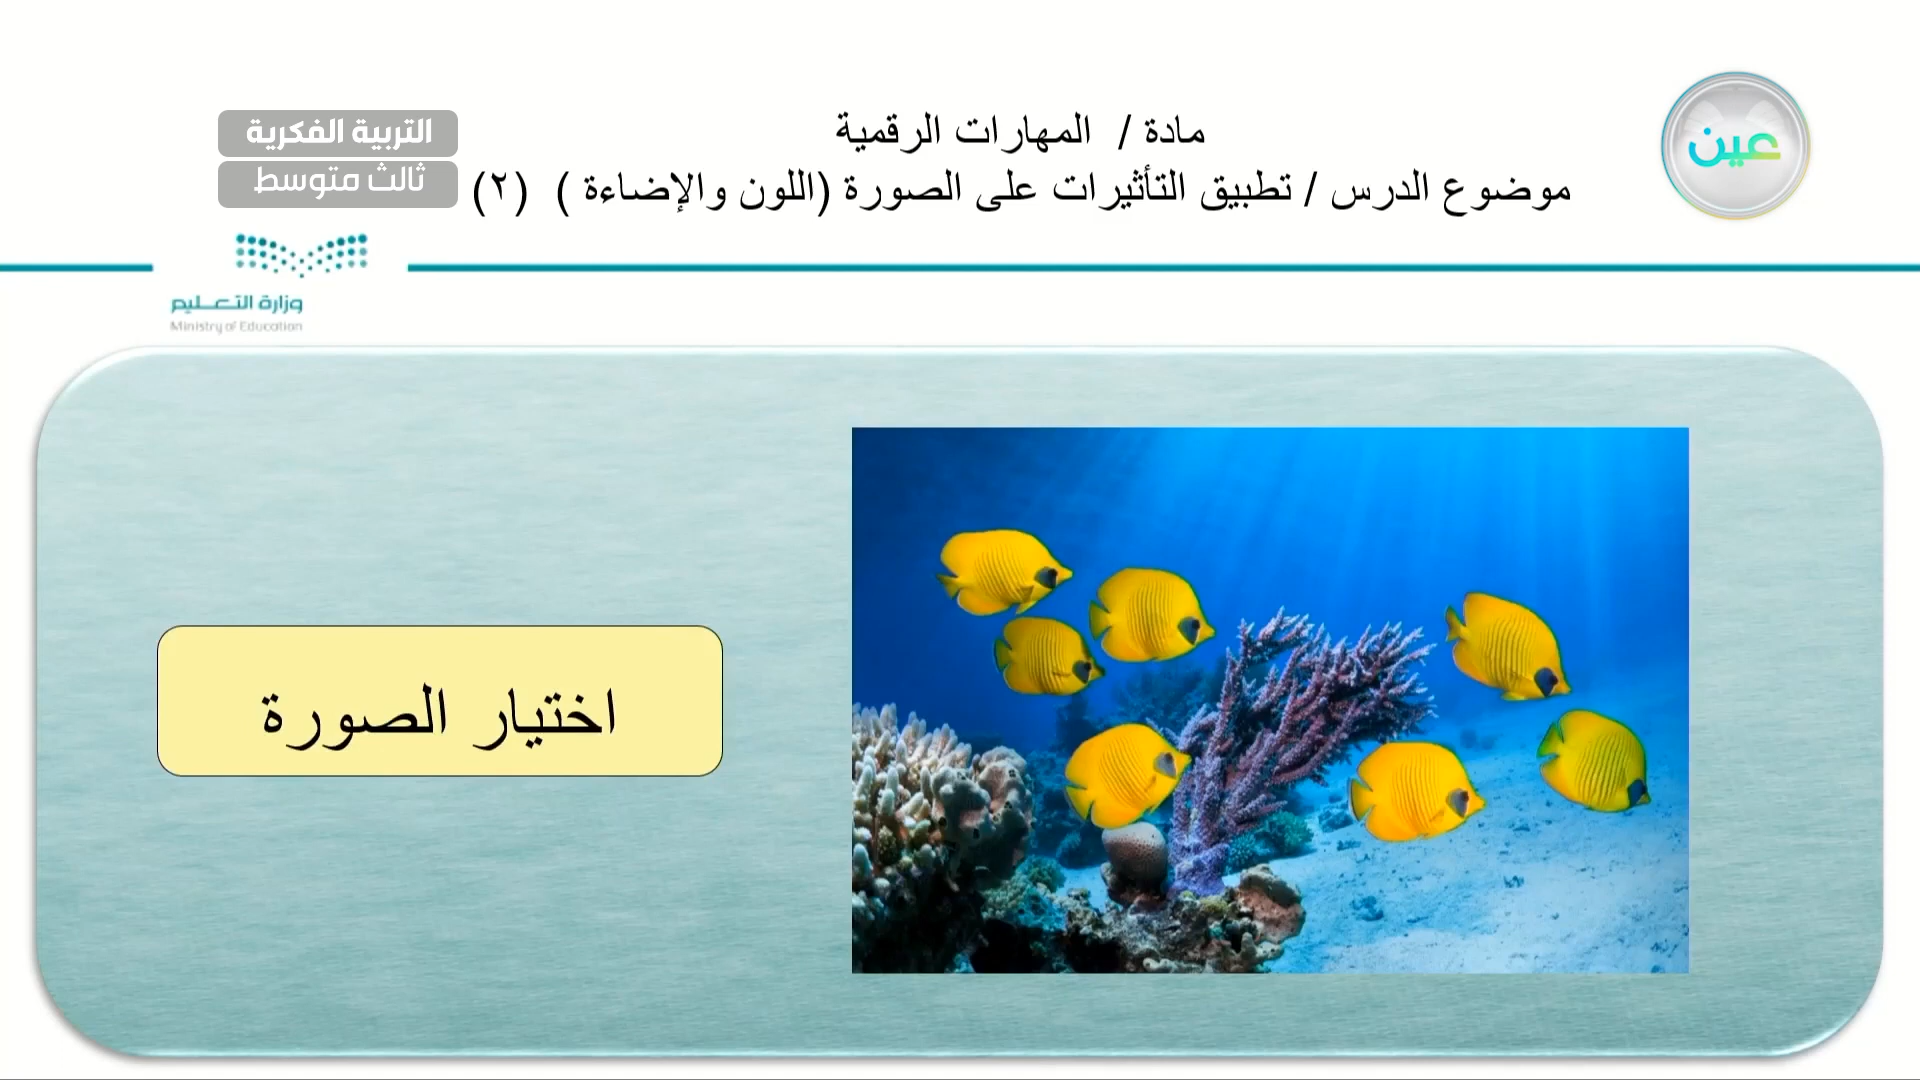 مادة / المهارات الرقمية
موضوع الدرس / تطبيق التأثيرات على الصورة (اللون والإضاءة ) (٢)
التربية الفكرية
ثالث متوسط
عين
وزارة التعليم
Ministry of Education
اختيار الصورة